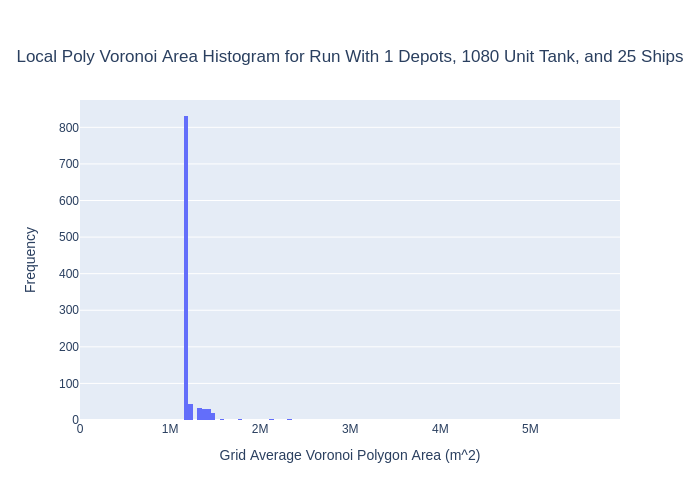 Local Poly Voronoi Area Histogram for Run With 1 Depots, 1080 Unit Tank, and 25 Ships
800
700
600
500
400
300
200
100
0
Frequency
0 1M 2M 3M 4M 5M
Grid Average Voronoi Polygon Area (m^2)